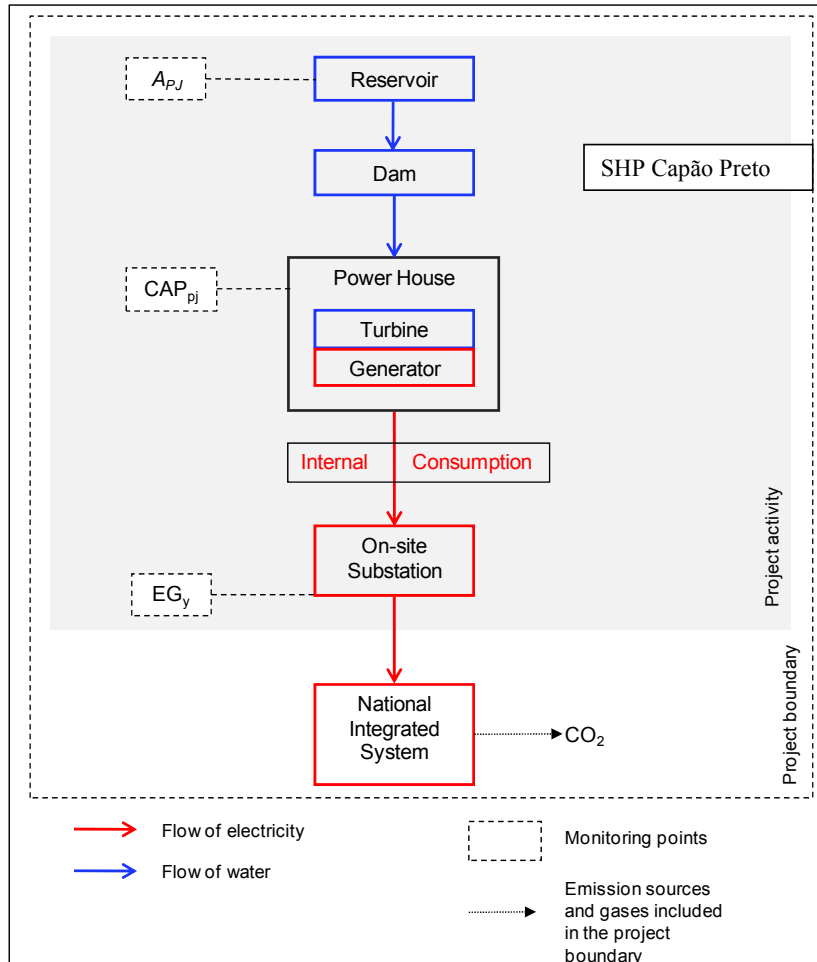 A_PJ
Reservoir
Dam
SHP Capão Preto
Power House
CAP_pj
Turbine
Generator
Internal Consumption
On-site
Substation
EG_y
Project activity
National
Integrated
System
CO₂
Project boundary
Flow of electricity
Monitoring points
Flow of water
Emission sources
and gases included
in the project
boundary